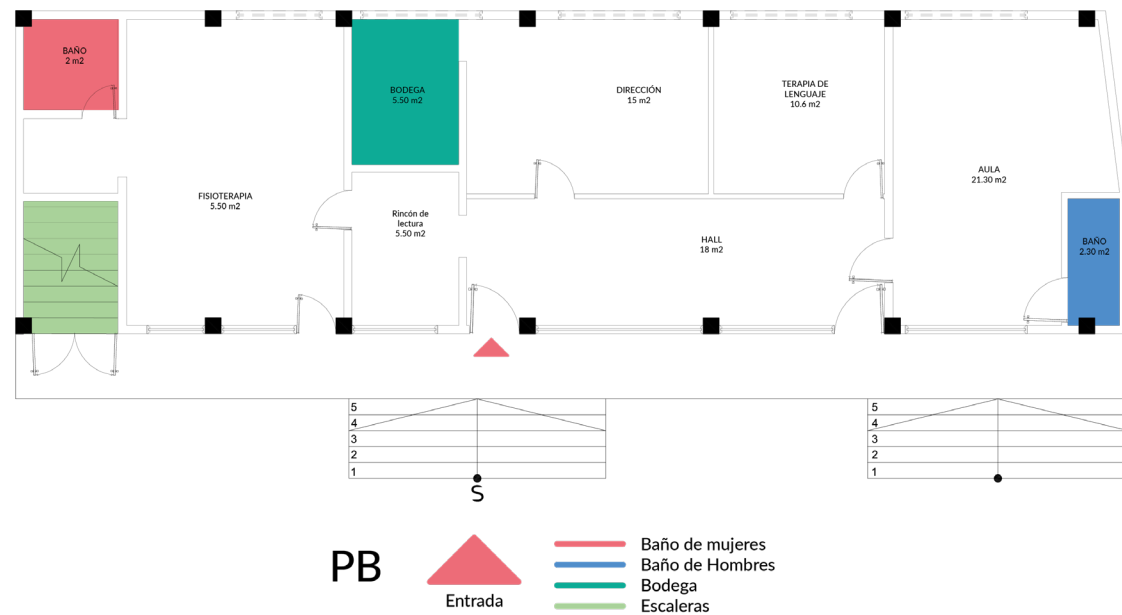 BAÑO
2 m2
BODEGA
5.50 m2
DIRECCIÓN
15 m2
TERAPIA DE
LENGUAJE
10.6 m2
AULA
21.30 m2
FISIOTERAPIA
5.50 m2
Rincón de
lectura
5.50 m2
HALL
18 m2
BAÑO
2.30 m2
5
4
3
2
1
S
5
4
3
2
1
PB
Entrada
Baño de mujeres
Baño de Hombres
Bodega
Escaleras